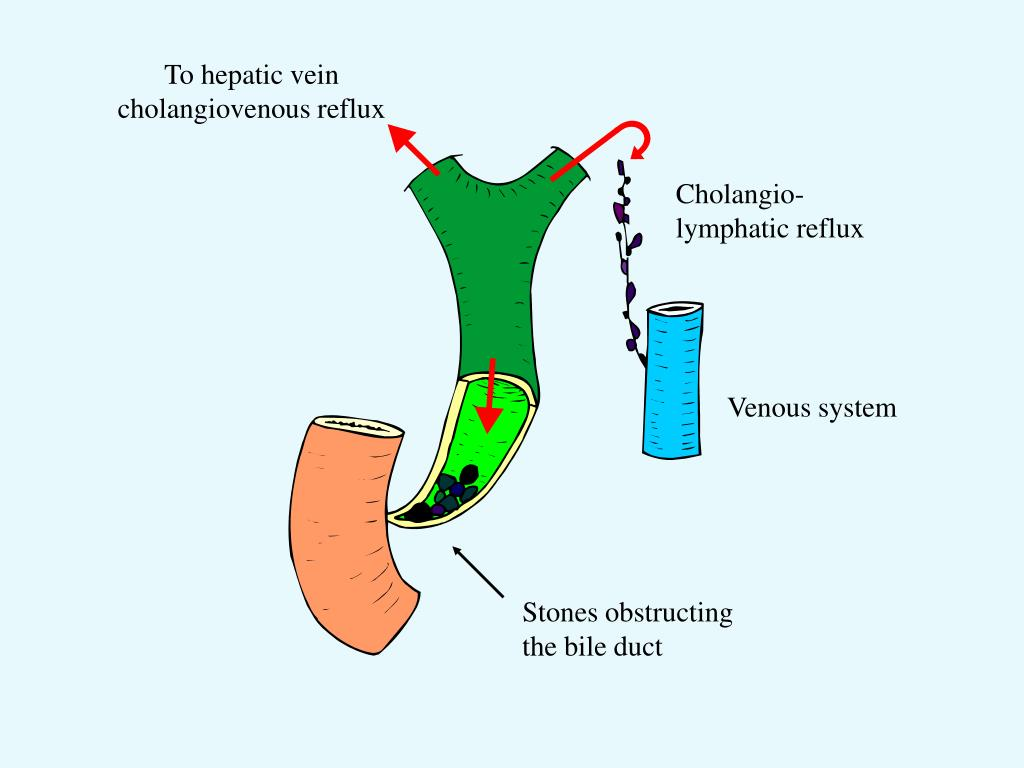 To hepatic vein
cholangiovenous reflux
Cholangio-
lymphatic reflux
Venous system
Stones obstructing
the bile duct